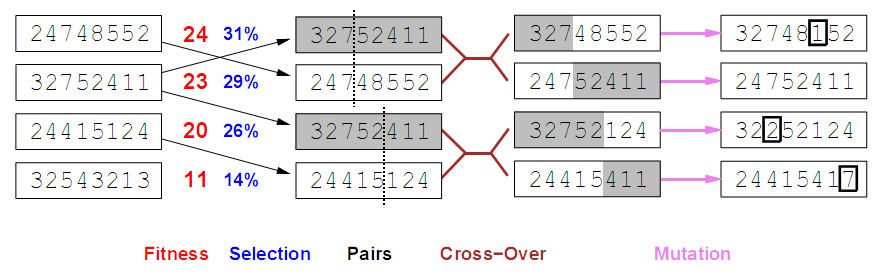 24748552 24 31% 32752411 32748552 32748152
32752411 23 29% 24748552 24752411 24752411
24415124 20 26% 32752411 32752124 32252124
32543213 11 14% 24415124 24415411 24415417
Fitness Selection Pairs Cross−Over Mutation